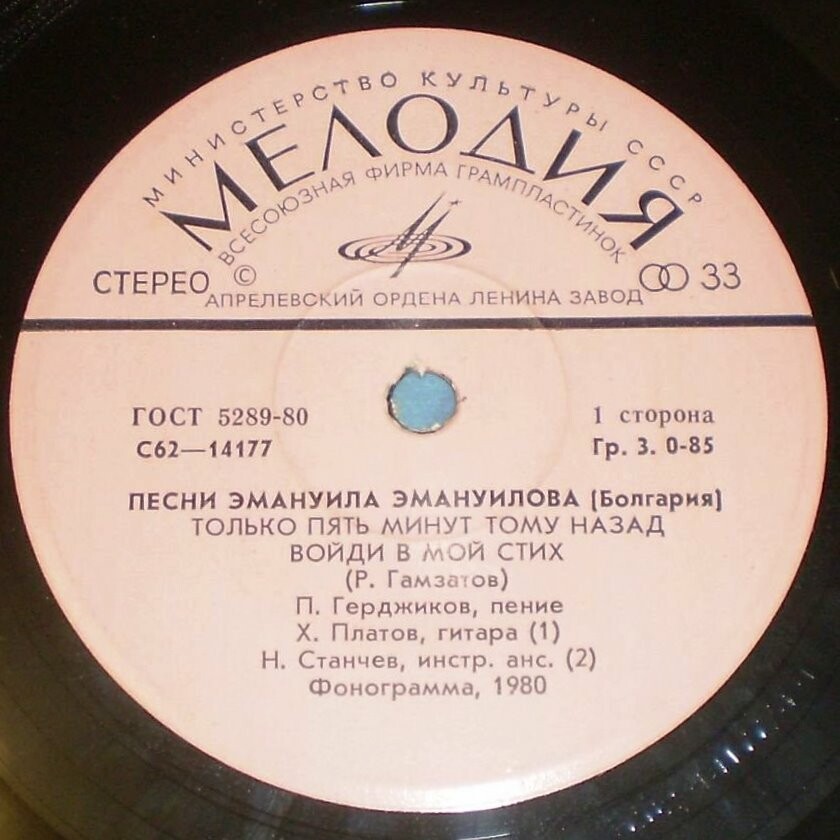 МИНИСТЕРСТВО КУЛЬТУРЫ СССР
МЕЛОДИЯ
ВСЕСОЮЗНАЯ ФИРМА ГРАМПЛАСТИНОК
СТЕРЕО © 33
АПРЕЛЕВСКИЙ ОРДЕНА ЛЕНИНА ЗАВОД
ГОСТ 5289-80 1 сторона
С62—14177 Гр. 3. 0-85
ПЕСНИ ЭМАНУИЛА ЭМАНУИЛОВА (Болгария)
ТОЛЬКО ПЯТЬ МИНУТ ТОМУ НАЗАД
ВОЙДИ В МОЙ СТИХ
(Р. Гамзатов)
П. Герджиков, пение
Х. Платов, гитара (1)
Н. Станчев, инстр. анс. (2)
Фонограмма, 1980